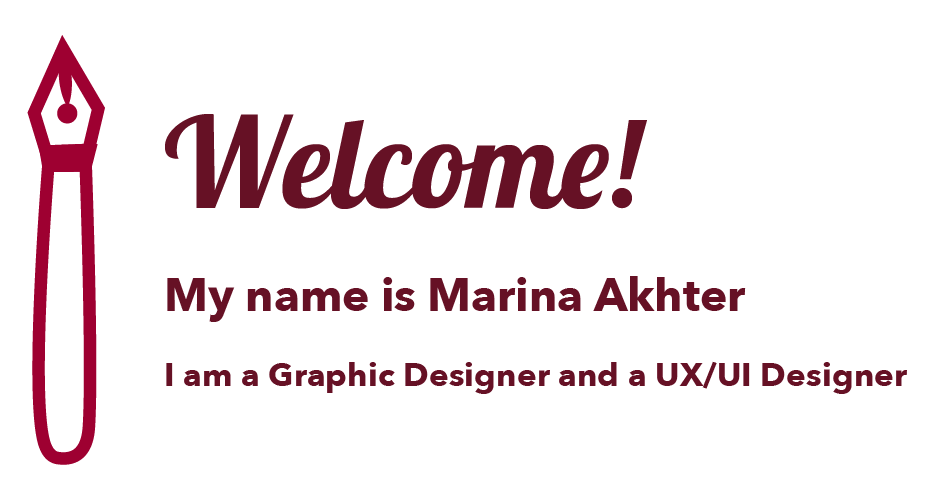 Welcome!
My name is Marina Akhter
I am a Graphic Designer and a UX/UI Designer